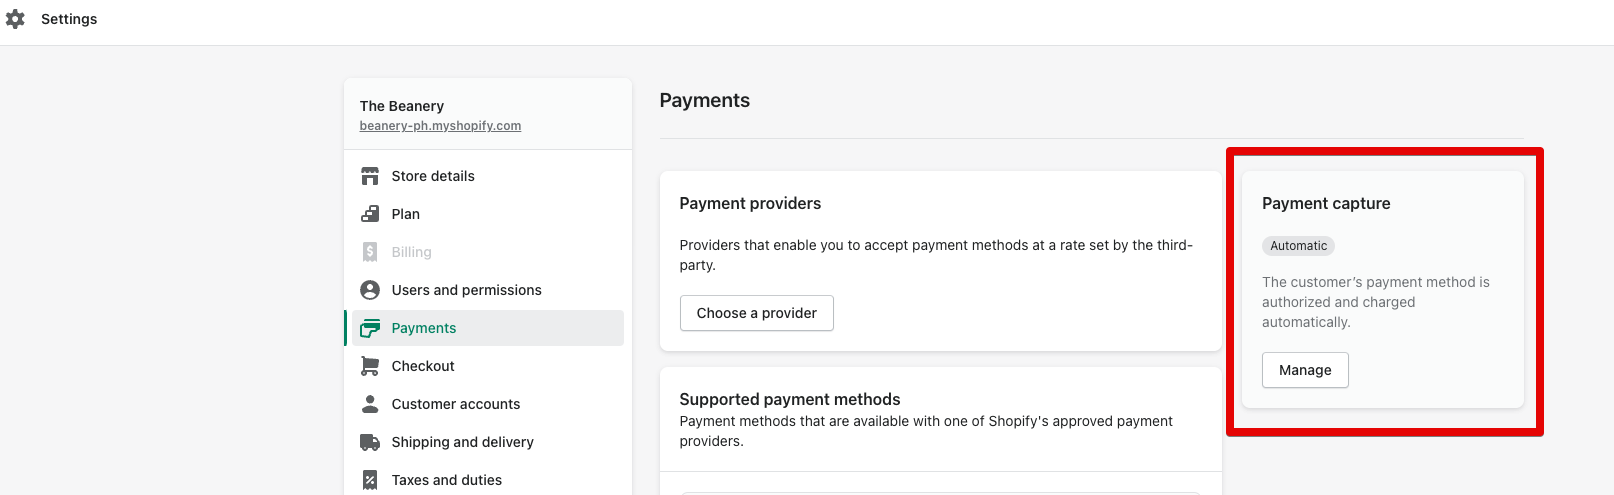 Settings
The Beanery
beanery-ph.myshopify.com
Store details
Plan
Billing
Users and permissions
Payments
Checkout
Customer accounts
Shipping and delivery
Taxes and duties
Payments
Payment providers
Providers that enable you to accept payment methods at a rate set by the third-
party.
Choose a provider
Supported payment methods
Payment methods that are available with one of Shopify's approved payment
providers.
Payment capture
Automatic
The customer’s payment method is
authorized and charged
automatically.
Manage